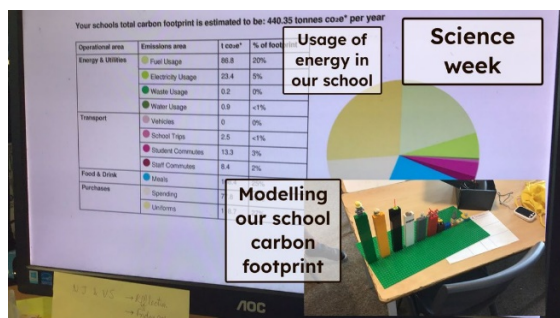 Your schools total carbon footprint is estimated to be: 440.35 tonnes co₂e* per year
Operational area Emissions area t co₂e* % of footprint
Energy & Utilities Fuel Usage 88.8 20%
Electricity Usage 23.4 5%
Waste Usage 0.2 0%
Water Usage 0.9 <1%
Transport Vehicles 0 0%
School Trips 2.5 <1%
Student Commutes 13.3 3%
Staff Commutes 8.4 2%
Food & Drink Meals
Purchases Spending
Uniforms
Usage of
energy in
our school
Science
week
Modelling
our school
carbon
footprint
AOC